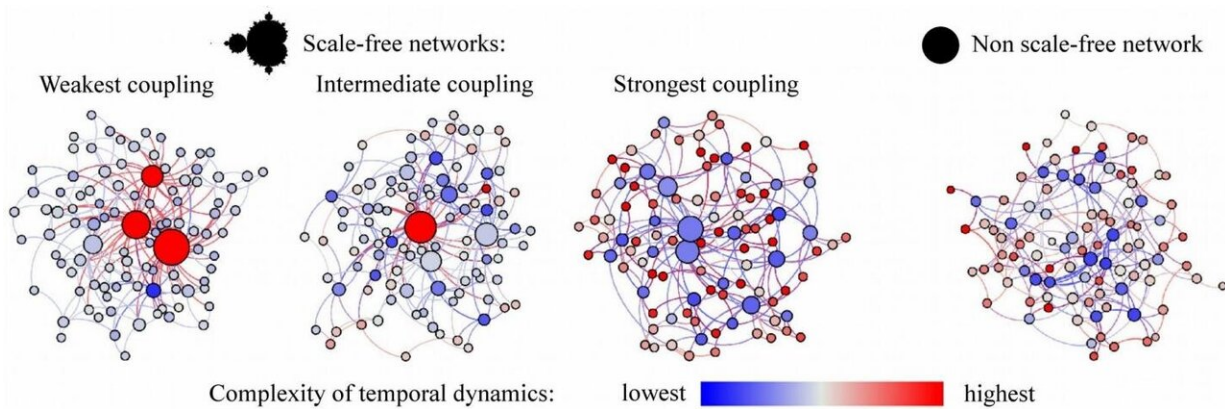 Scale-free networks:
Non scale-free network
Weakest coupling
Intermediate coupling
Strongest coupling
Complexity of temporal dynamics:
lowest
highest